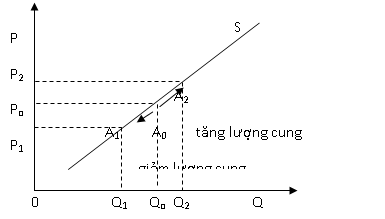 P
S
P2
A2
P0
A1
A0
tăng lượng cung
P1
giảm lượng cung
0
Q1
Q0
Q2
Q